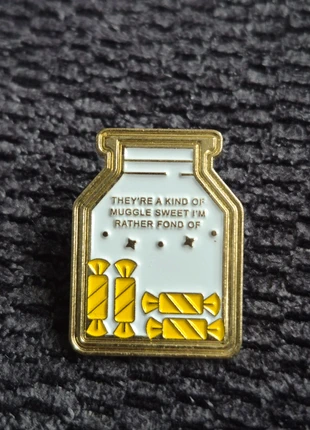 THEY'RE A KIND OF
MUGGLE SWEET I'M
RATHER FOND OF